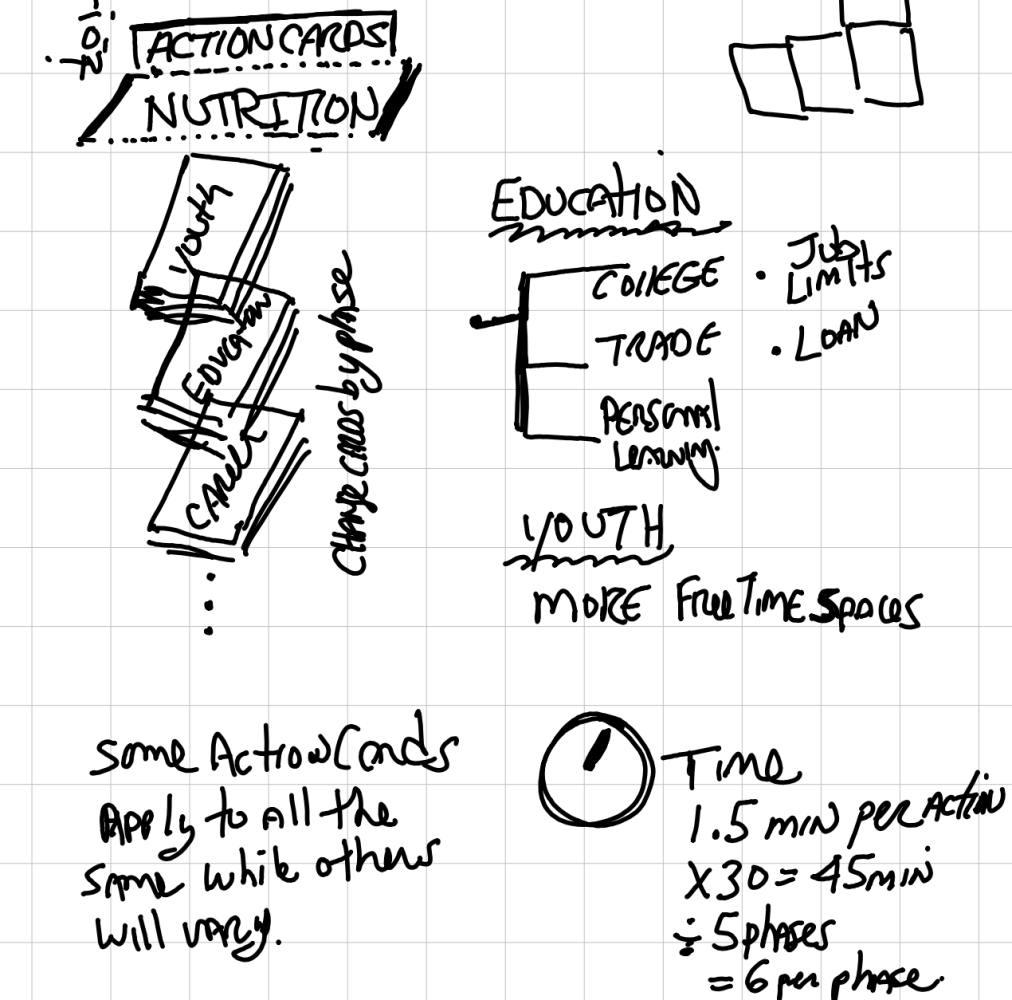 ACTION CARDS
NUTRITION
Youth
EDUCATION
CAREER
CHANGE CARDS by phase
EDUCATION
COllEGE
• Job
LIMITS
TRADE
• LOAN
PERSONAl
Learning.
YOUTH
MORE FREE TIME SPACES
Some Action Cards
Apply to All the
Same while others
will vary.
TIME
1.5 MIN per ACTION
X30 = 45 MIN
÷ 5 phases
= 6 per phase.